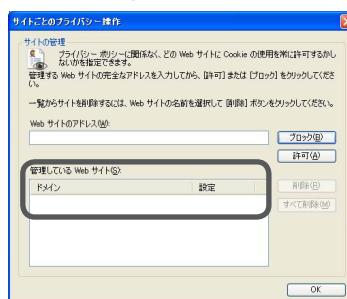 サイトごとのプライバシー操作
サイトの管理
プライバシー ポリシーに関係なく、どの Web サイトに Cookie の使用を常に許可するかし
ないかを指定できます。
管理する Web サイトの完全なアドレスを入力してから、[許可] または [ブロック] をクリックしてくださ
い。
一覧からサイトを削除するには、Web サイトの名前を選択して [削除] ボタンをクリックしてください。
Web サイトのアドレス(W):
ブロック(B)
許可(A)
管理している Web サイト(S):
ドメイン 設定
削除(R)
すべて削除(M)
OK